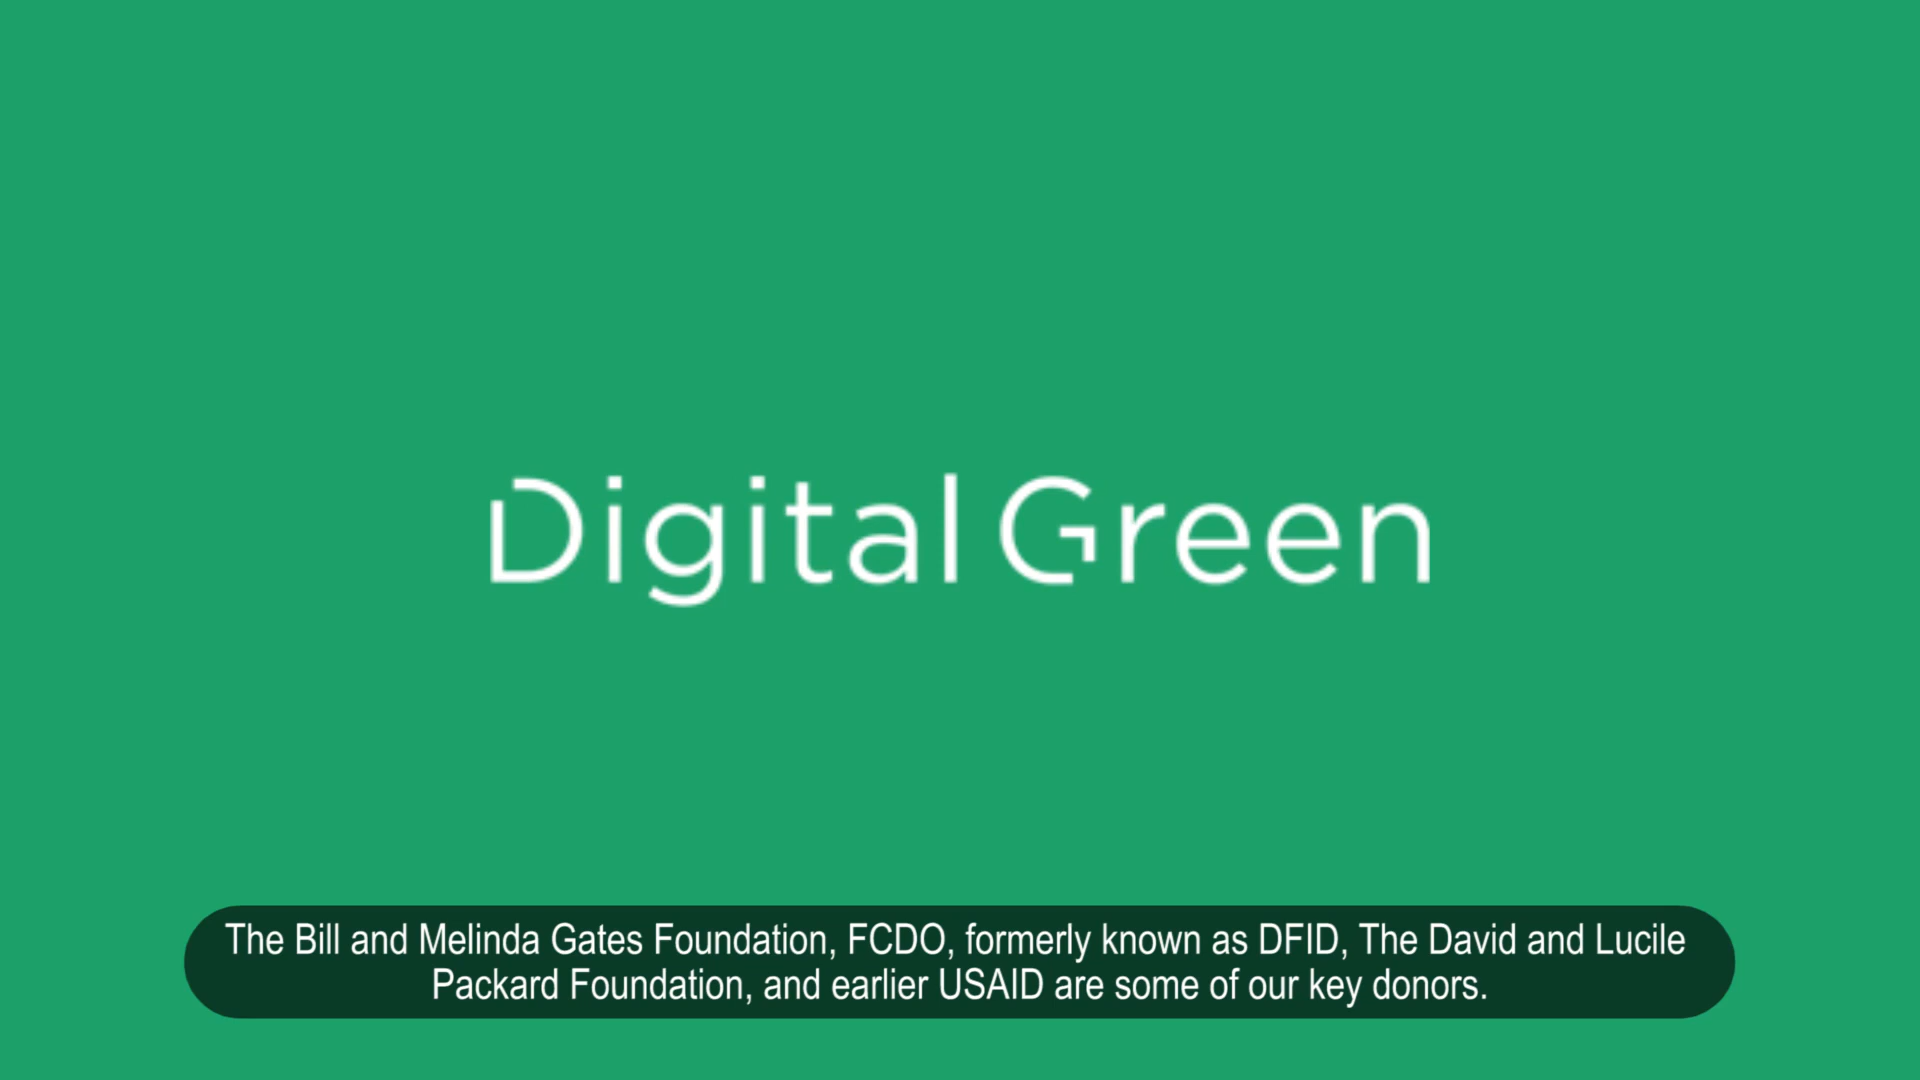 Digital Green
The Bill and Melinda Gates Foundation, FCDO, formerly known as DFID, The David and Lucile
Packard Foundation, and earlier USAID are some of our key donors.